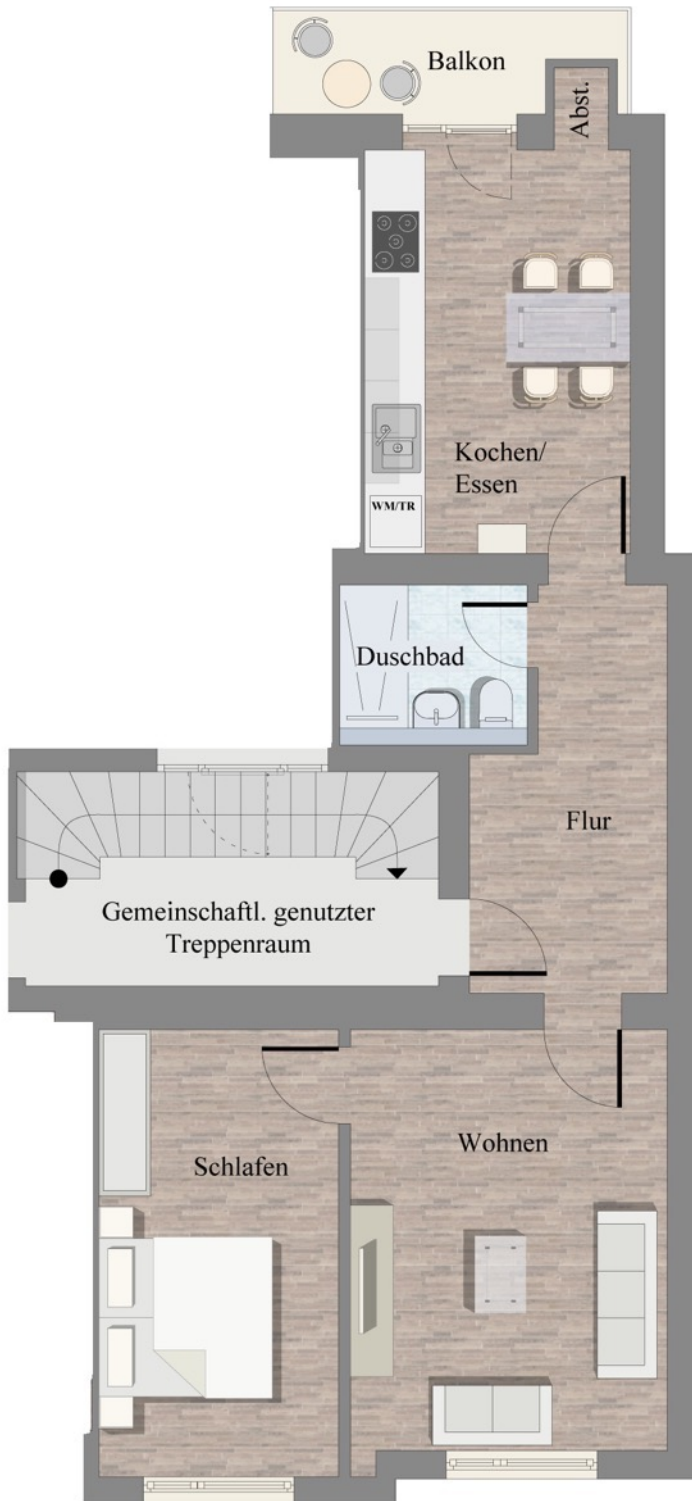 Balkon
Abst.
Kochen/
Essen
WM/TR
Duschbad
Flur
Gemeinschaftl. genutzter
Treppenraum
Wohnen
Schlafen